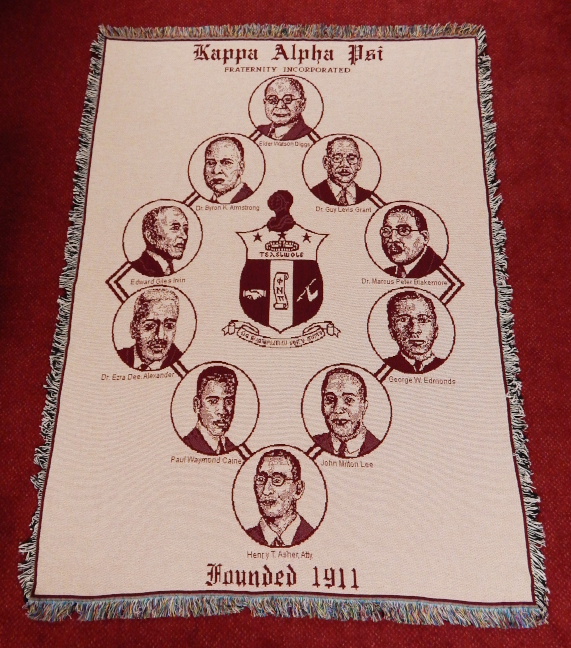 Kappa Alpha Psi
FRATERNITY INCORPORATED
Elder Watson Diggs
Dr. Byron K. Armstrong
Dr. Guy Levis Grant
Edward Giles Irvin
Dr. Marcus Peter Blakemore
Dr. Ezra Dee Alexander
George W. Edmonds
Paul Waymond Caine
John Milton Lee
Henry T. Asher, Atty.
Founded 1911